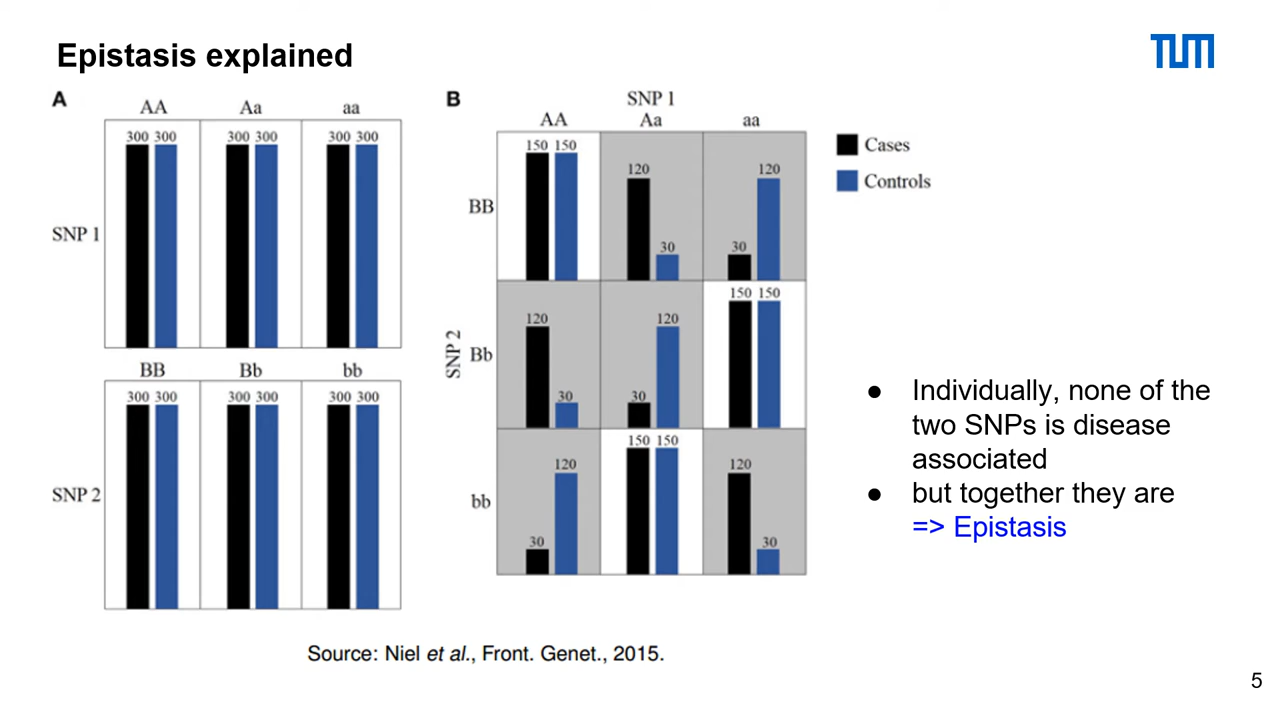 Epistasis explained
TUM
A
AA Aa aa
300 300 300 300 300 300
SNP 1
BB Bb bb
300 300 300 300 300 300
SNP 2
B
SNP 1
AA Aa aa
150 150 120 30 30 120
BB
120 30 30 120 150 150
SNP 2
Bb
30 120 150 150 120 30
bb
Cases
Controls
● Individually, none of the
two SNPs is disease
associated
● but together they are
=> Epistasis
Source: Niel et al., Front. Genet., 2015.
5